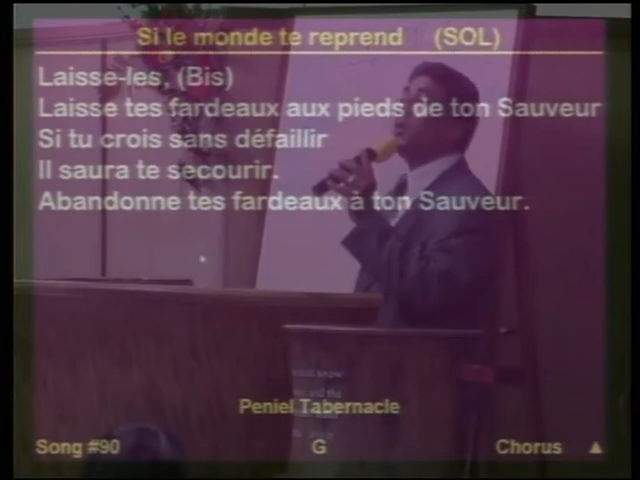 Si le monde te reprend (SOL)
Laisse-les, (Bis)
Laisse tes fardeaux aux pieds de ton Sauveur
Si tu crois sans défaillir
Il saura te secourir.
Abandonne tes fardeaux à ton Sauveur.
Peniel Tabernacle
Song #90 G Chorus ▲